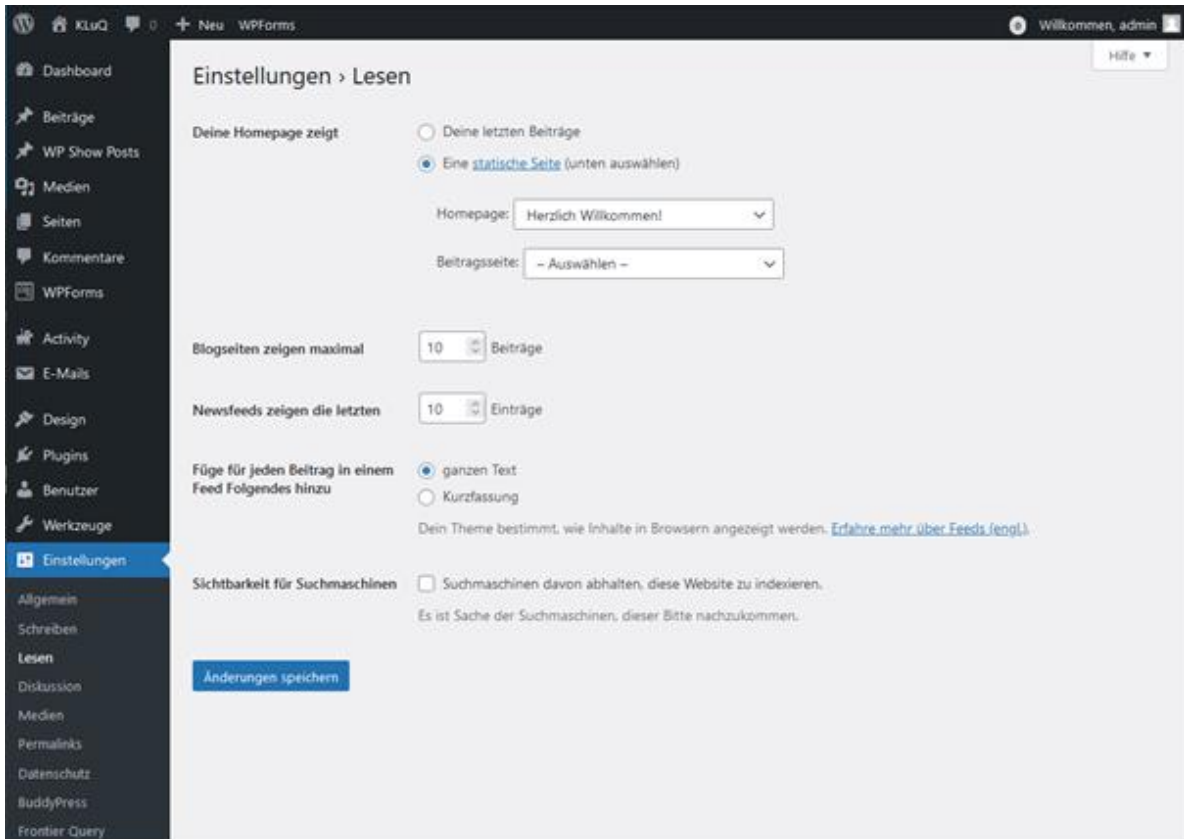 KLuQ 0 + Neu WPForms Willkommen, admin
Hilfe ▼
Dashboard
Beiträge
WP Show Posts
Medien
Seiten
Kommentare
WPForms
Activity
E-Mails
Design
Plugins
Benutzer
Werkzeuge
Einstellungen
Allgemein
Schreiben
Lesen
Diskussion
Medien
Permalinks
Datenschutz
BuddyPress
Frontier Query
Einstellungen › Lesen
Deine Homepage zeigt
Deine letzten Beiträge
Eine statische Seite (unten auswählen)
Homepage: Herzlich Willkommen!
Beitragsseite: – Auswählen –
Blogseiten zeigen maximal 10 Beiträge
Newsfeeds zeigen die letzten 10 Einträge
Füge für jeden Beitrag in einem
Feed Folgendes hinzu
ganzen Text
Kurzfassung
Dein Theme bestimmt, wie Inhalte in Browsern angezeigt werden. Erfahre mehr über Feeds (engl.).
Sichtbarkeit für Suchmaschinen
Suchmaschinen davon abhalten, diese Website zu indexieren.
Es ist Sache der Suchmaschinen, dieser Bitte nachzukommen.
Änderungen speichern